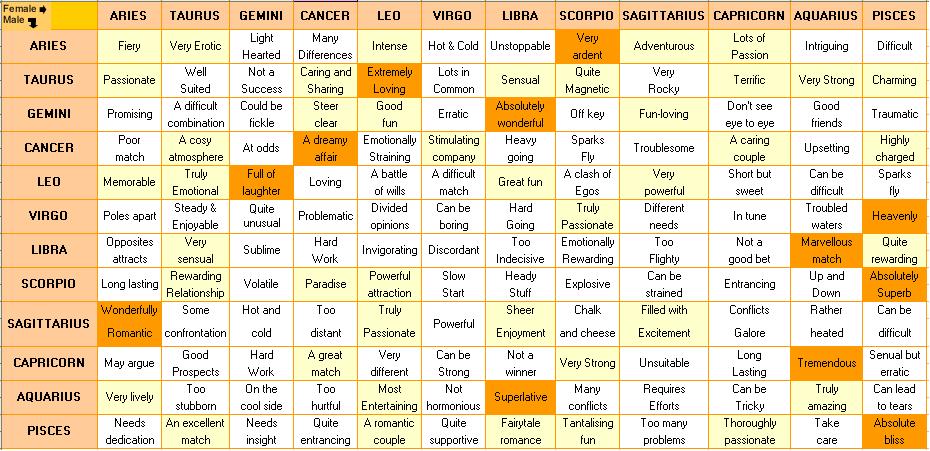 Female
Male
ARIES TAURUS GEMINI CANCER LEO VIRGO LIBRA SCORPIO SAGITTARIUS CAPRICORN AQUARIUS PISCES
ARIES Fiery Very Erotic Light Hearted Many Differences Intense Hot & Cold Unstoppable Very ardent Adventurous Lots of Passion Intriguing Difficult
TAURUS Passionate Well Suited Not a Success Caring and Sharing Extremely Loving Lots in Common Sensual Quite Magnetic Very Rocky Terrific Very Strong Charming
GEMINI Promising A difficult combination Could be fickle Steer clear Good fun Erratic Absolutely wonderful Off key Fun-loving Don't see eye to eye Good friends Traumatic
CANCER Poor match A cosy atmosphere At odds A dreamy affair Emotionally Straining Stimulating company Heavy going Sparks Fly Troublesome A caring couple Upsetting Highly charged
LEO Memorable Truly Emotional Full of laughter Loving A battle of wills A difficult match Great fun A clash of Egos Very powerful Short but sweet Can be difficult Sparks fly
VIRGO Poles apart Steady & Enjoyable Quite unusual Problematic Divided opinions Can be boring Hard Going Truly Passionate Different needs In tune Troubled waters Heavenly
LIBRA Opposites attracts Very sensual Sublime Hard Work Invigorating Discordant Too Indecisive Emotionally Rewarding Too Flighty Not a good bet Marvellous match Quite rewarding
SCORPIO Long lasting Rewarding Relationship Volatile Paradise Powerful attraction Slow Start Heady Stuff Explosive Can be strained Entrancing Up and Down Absolutely Superb
SAGITTARIUS Wonderfully Romantic Some confrontation Hot and cold Too distant Truly Passionate Powerful Sheer Enjoyment Chalk and cheese Filled with Excitement Conflicts Galore Rather heated Can be difficult
CAPRICORN May argue Good Prospects Hard Work A great match Very different Can be Strong Not a winner Very Strong Unsuitable Long Lasting Tremendous Senual but erratic
AQUARIUS Very lively Too stubborn On the cool side Too hurtful Most Entertaining Not hormonious Superlative Many conflicts Requires Efforts Can be Tricky Truly amazing Can lead to tears
PISCES Needs dedication An excellent match Needs insight Quite entrancing A romantic couple Quite supportive Fairytale romance Tantalising fun Too many problems Thoroughly passionate Take care Absolute bliss